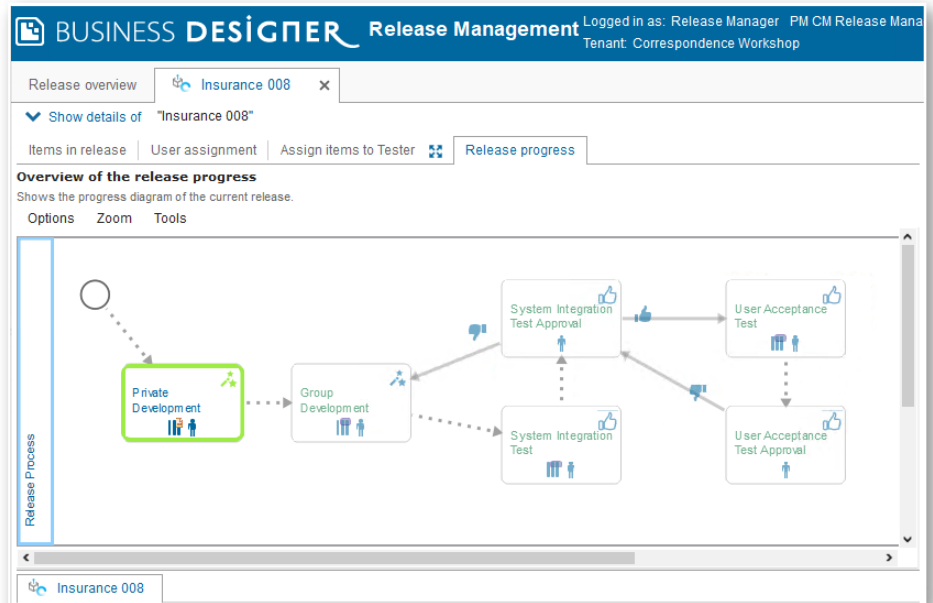 BUSINESS DESIGNER Release Management Logged in as: Release Manager PM CM Release Mana
Tenant: Correspondence Workshop
Release overview Insurance 008
Show details of "Insurance 008"
Items in release User assignment Assign items to Tester Release progress
Overview of the release progress
Shows the progress diagram of the current release.
Options Zoom Tools
Release Process
Private
Development
Group
Development
System Integration
Test Approval
User Acceptance
Test
System Integration
Test
User Acceptance
Test Approval
Insurance 008